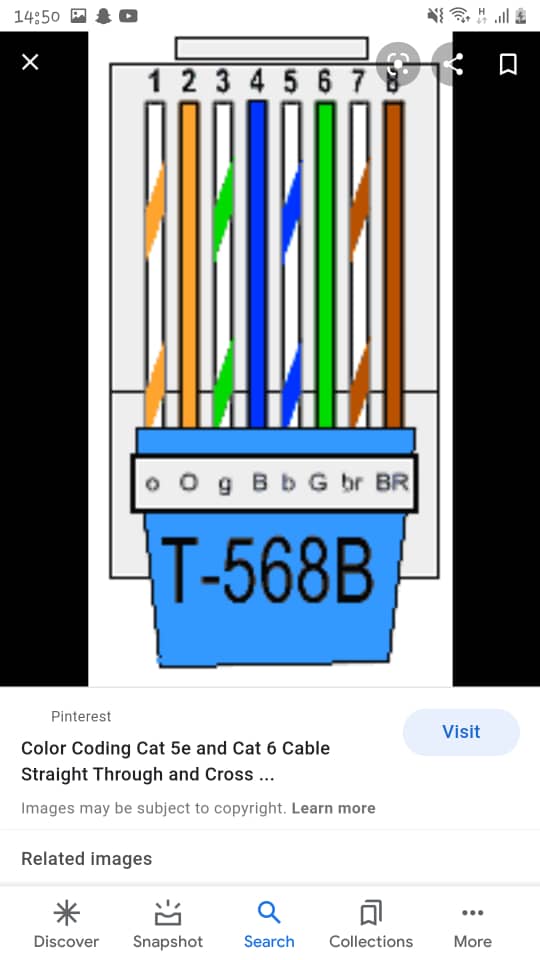 14:50
1 2 3 4 5 6 7 8
o O g B b G br BR
T-568B
Pinterest
Color Coding Cat 5e and Cat 6 Cable
Straight Through and Cross ...
Visit
Images may be subject to copyright. Learn more
Related images
Discover Snapshot Search Collections More